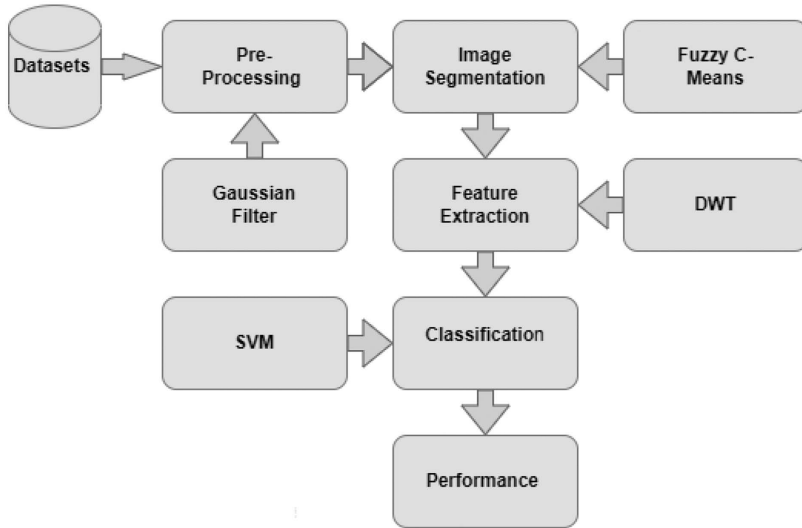 Datasets
Pre-
Processing
Image
Segmentation
Fuzzy C-
Means
Gaussian
Filter
Feature
Extraction
DWT
SVM
Classification
Performance